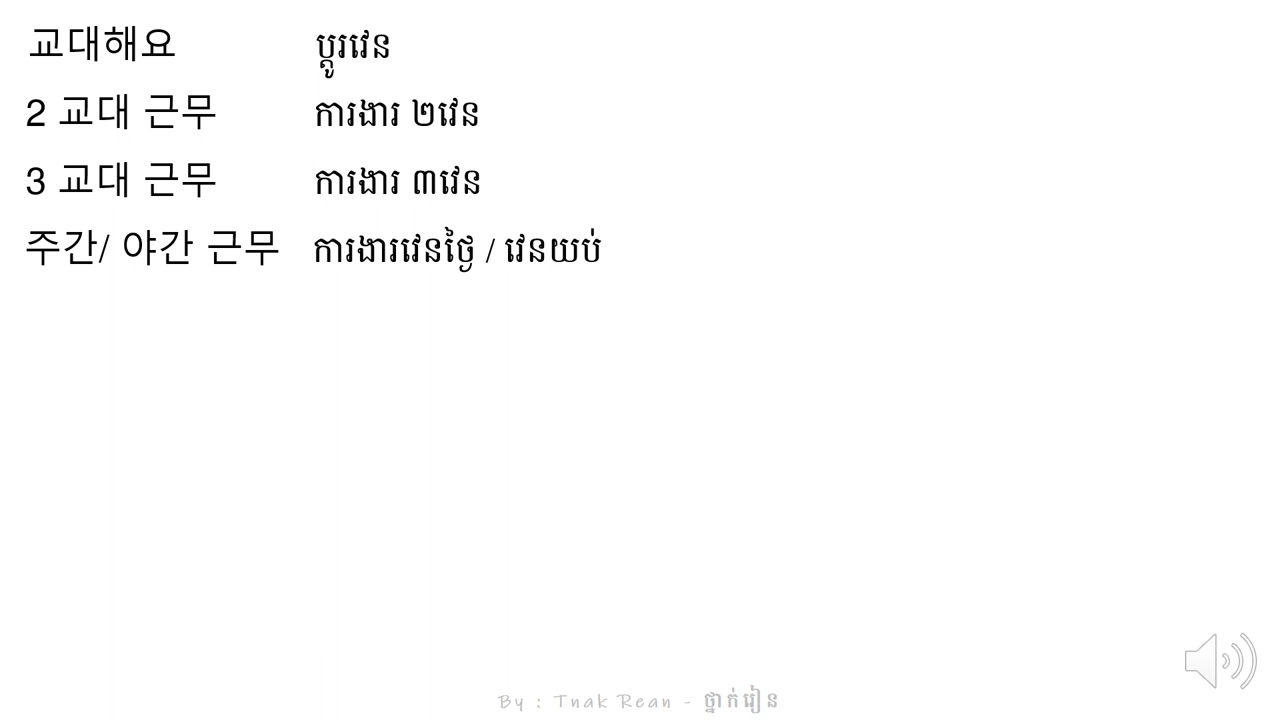 교대해요 ប្តូរវេន
2 교대 근무 ការងារ ២វេន
3 교대 근무 ការងារ ៣វេន
주간/ 야간 근무 ការងារវេនថ្ងៃ / វេនយប់
By : Tnak Rean - ថ្នាក់រៀន